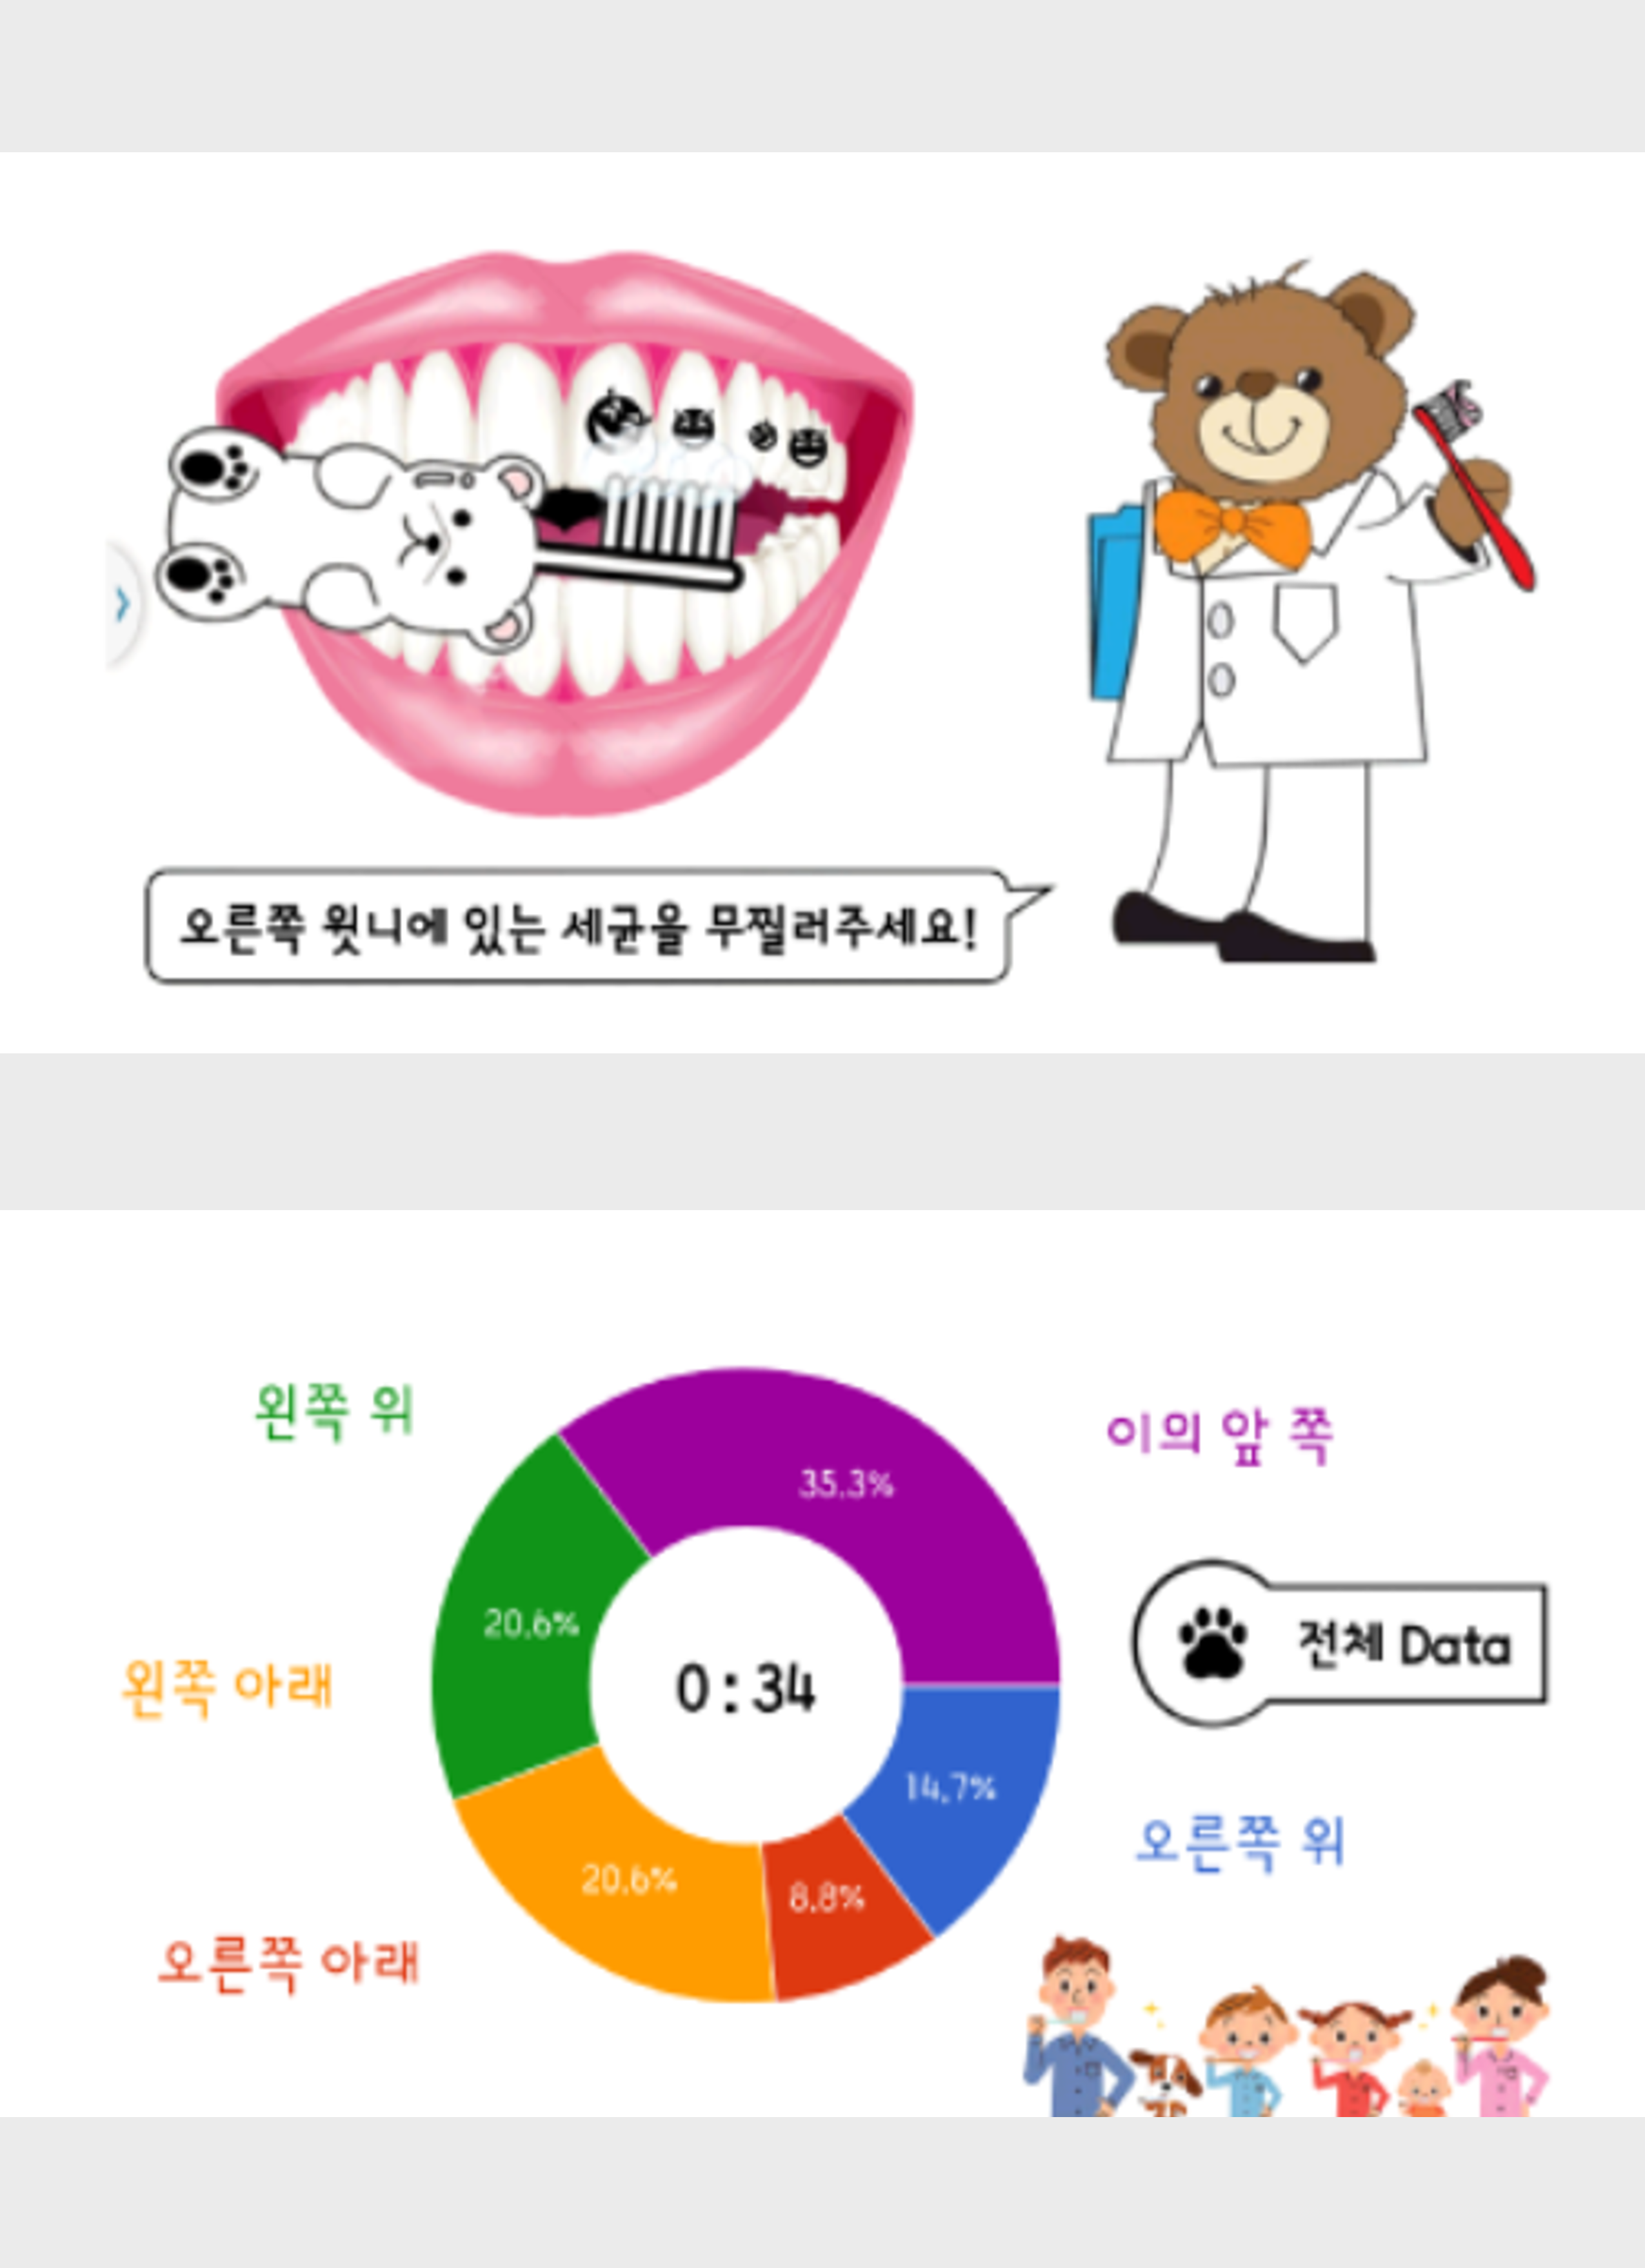 오른쪽 윗니에 있는 세균을 무찔러주세요!
왼쪽 위
이의 앞 쪽
35.3%
20.6%
전체 Data
왼쪽 아래
0:34
14.7%
오른쪽 위
20.6%
8.8%
오른쪽 아래